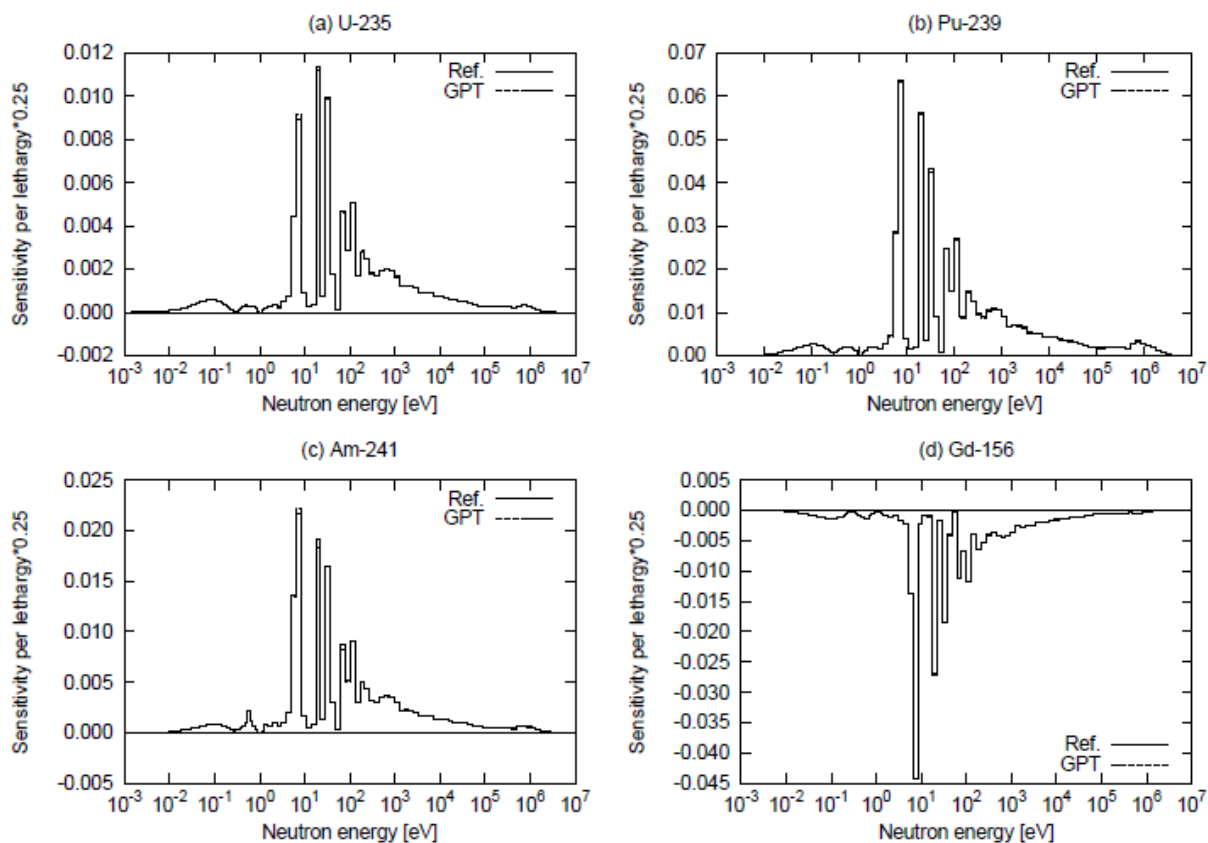 (a) U-235
0.012
0.010
0.008
0.006
0.004
0.002
0.000
-0.002
Sensitivity per lethargy*0.25
Ref.
GPT
10-3 10-2 10-1 100 101 102 103 104 105 106 107
Neutron energy [eV]
(b) Pu-239
0.07
0.06
0.05
0.04
0.03
0.02
0.01
0.00
Sensitivity per lethargy*0.25
Ref.
GPT
10-3 10-2 10-1 100 101 102 103 104 105 106 107
Neutron energy [eV]
(c) Am-241
0.025
0.020
0.015
0.010
0.005
0.000
-0.005
Sensitivity per lethargy*0.25
Ref.
GPT
10-3 10-2 10-1 100 101 102 103 104 105 106 107
Neutron energy [eV]
(d) Gd-156
0.005
0.000
-0.005
-0.010
-0.015
-0.020
-0.025
-0.030
-0.035
-0.040
-0.045
Sensitivity per lethargy*0.25
Ref.
GPT
10-3 10-2 10-1 100 101 102 103 104 105 106 107
Neutron energy [eV]